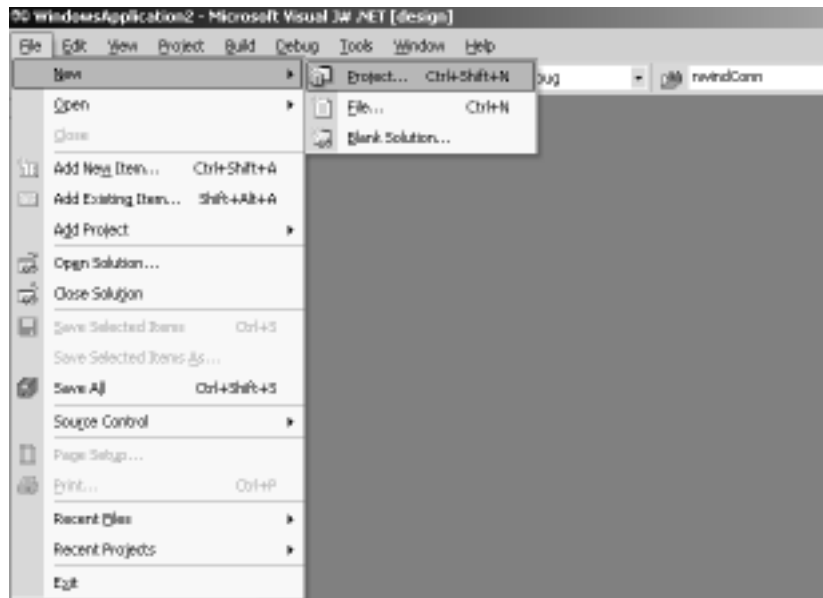 WindowsApplication2 - Microsoft Visual J# .NET [design]
File Edit View Project Build Debug Tools Window Help
New
Project... Ctrl+Shift+N
bug
nwindConn
Open
File... Ctrl+N
Close
Blank Solution...
Add New Item... Ctrl+Shift+A
Add Existing Item... Shift+Alt+A
Add Project
Open Solution...
Close Solution
Save Selected Items Ctrl+S
Save Selected Items As...
Save All Ctrl+Shift+S
Source Control
Page Setup...
Print... Ctrl+P
Recent Files
Recent Projects
Exit